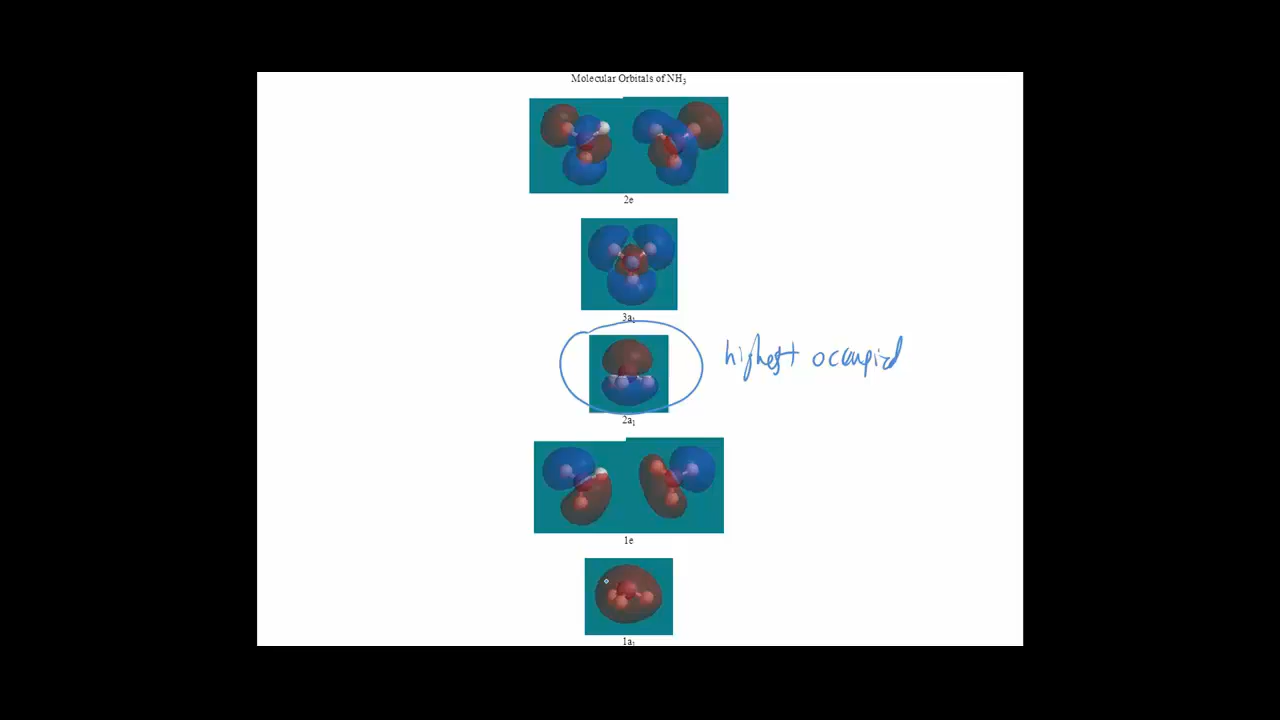 Molecular Orbitals of NH₃
2e
3a₁
highest occupied
2a₁
1e
1a₁